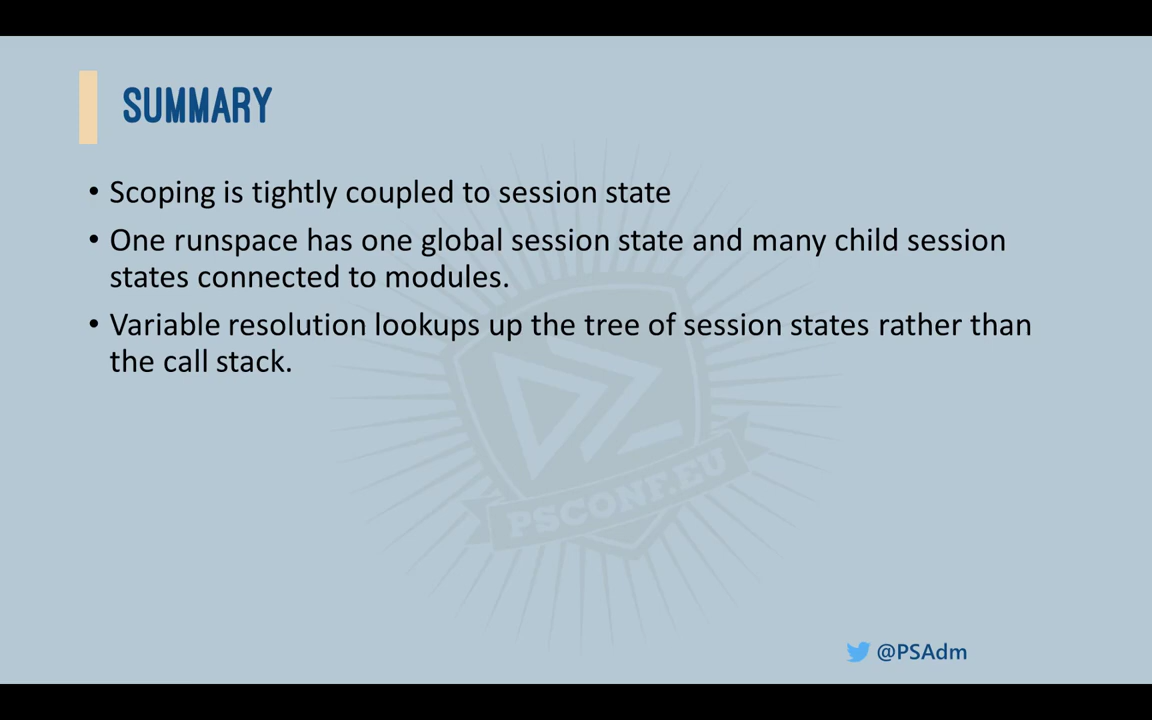 SUMMARY
• Scoping is tightly coupled to session state
• One runspace has one global session state and many child session
states connected to modules.
• Variable resolution lookups up the tree of session states rather than
the call stack.
PSCONF.EU
@PSAdm